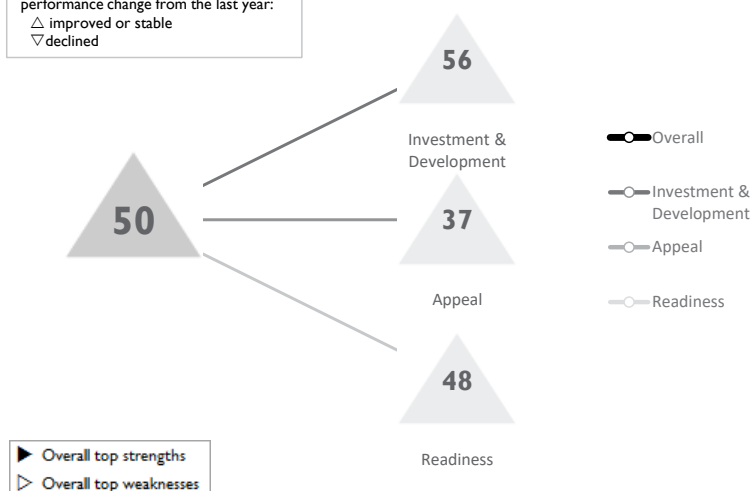 performance change from the last year:
△ improved or stable
▽ declined
56
Investment &
Development
50
37
Appeal
48
Readiness
Overall
Investment &
Development
Appeal
Readiness
▶ Overall top strengths
▷ Overall top weaknesses